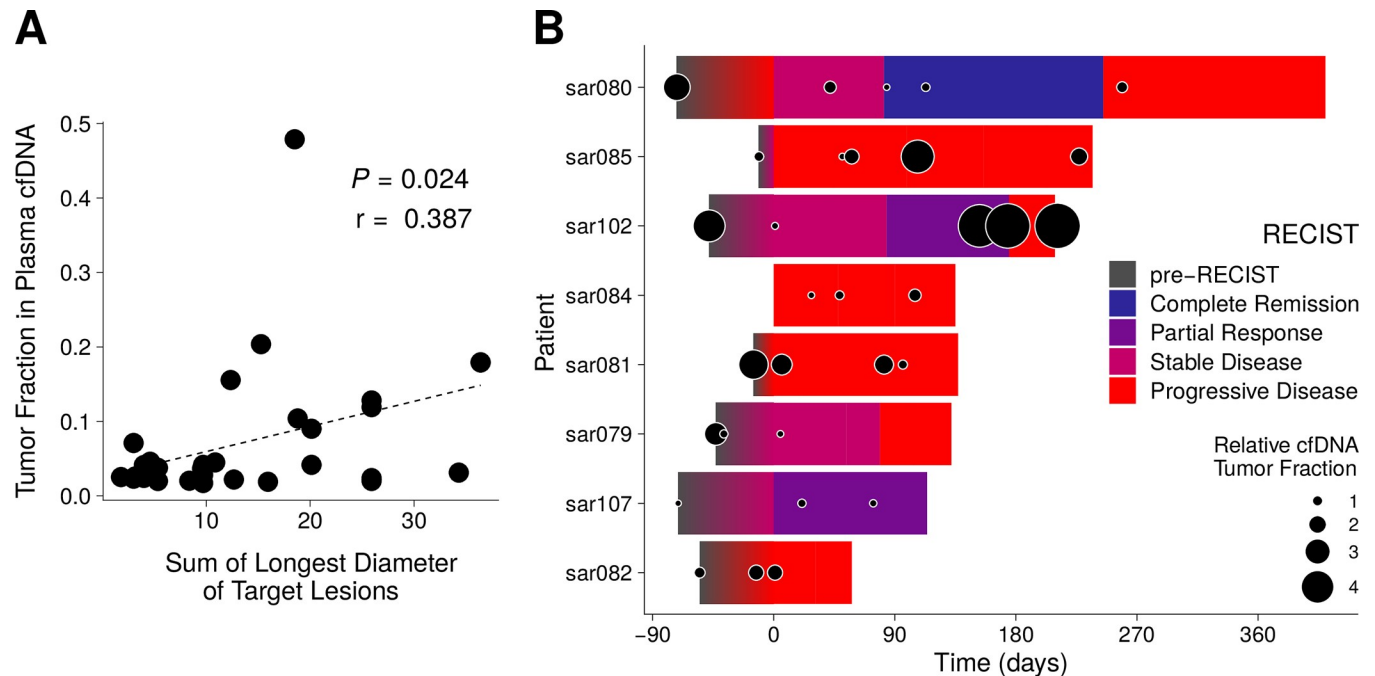 A
Tumor Fraction in Plasma cfDNA
0.5
0.4
0.3
0.2
0.1
0.0
P = 0.024
r = 0.387
10
20
30
Sum of Longest Diameter
of Target Lesions
B
Patient
sar080
sar085
sar102
sar084
sar081
sar079
sar107
sar082
−90
0
90
180
270
360
Time (days)
RECIST
pre−RECIST
Complete Remission
Partial Response
Stable Disease
Progressive Disease
Relative cfDNA
Tumor Fraction
1
2
3
4